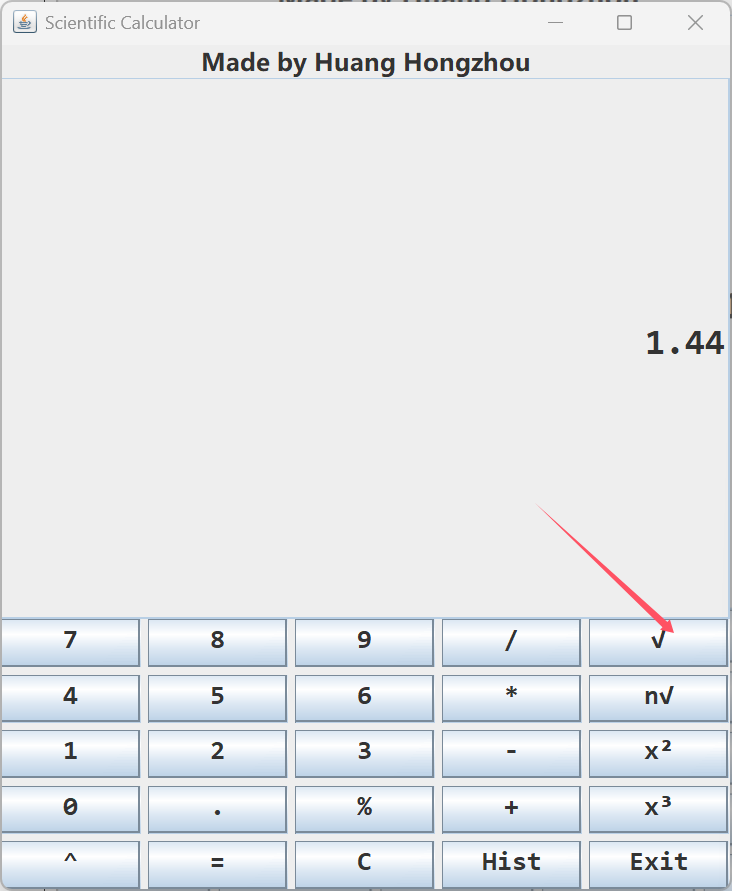 Scientific Calculator
Made by Huang Hongzhou
1.44
7 8 9 / √
4 5 6 * n√
1 2 3 - x²
0 . % + x³
^ = C Hist Exit